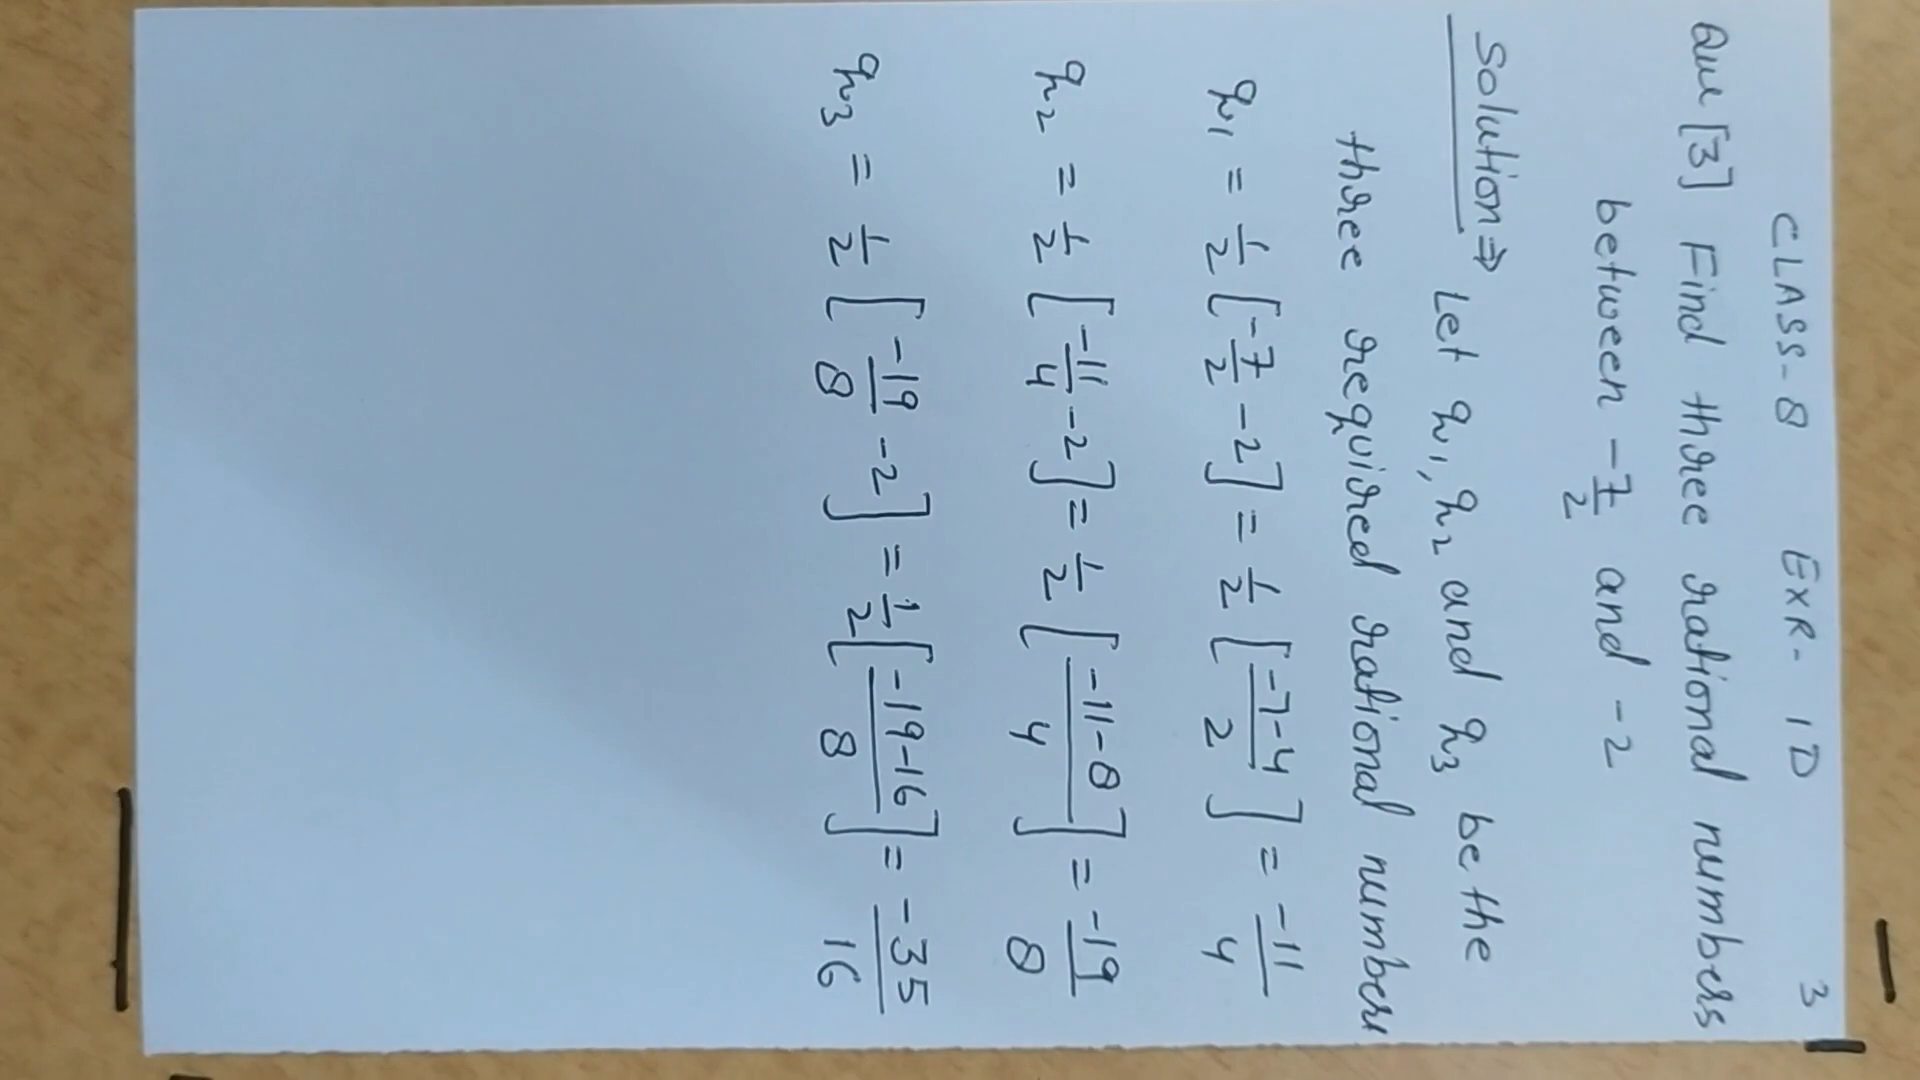 CLASS-8 EXR-1D 3
Que [3] Find three rational numbers
between -7/2 and -2
Solution⇒ Let q1, q2 and q3 be the
three required rational numbers
q1 = 1/2 [-7/2 -2] = 1/2 [-7-4/2] = -11/4
q2 = 1/2 [-11/4 -2] = 1/2 [-11-8/4] = -19/8
q3 = 1/2 [-19/8 -2] = 1/2 [-19-16/8] = -35/16